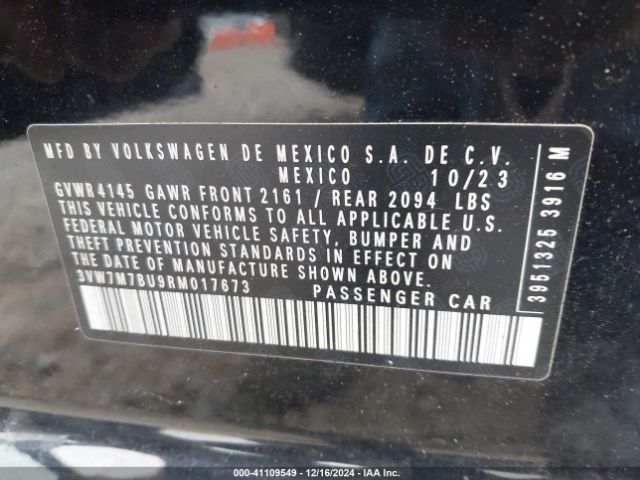 MFD BY VOLKSWAGEN DE MEXICO S.A. DE C.V.
MEXICO 10/23
GVWR 4145 GAWR FRONT 2161 / REAR 2094 LBS
THIS VEHICLE CONFORMS TO ALL APPLICABLE U.S.
FEDERAL MOTOR VEHICLE SAFETY, BUMPER AND
THEFT PREVENTION STANDARDS IN EFFECT ON
THE DATE OF MANUFACTURE SHOWN ABOVE.
3VW7M7BU9RM017673 PASSENGER CAR
3951325 3916 M
000-41109549 - 12/16/2024 - IAA Inc.